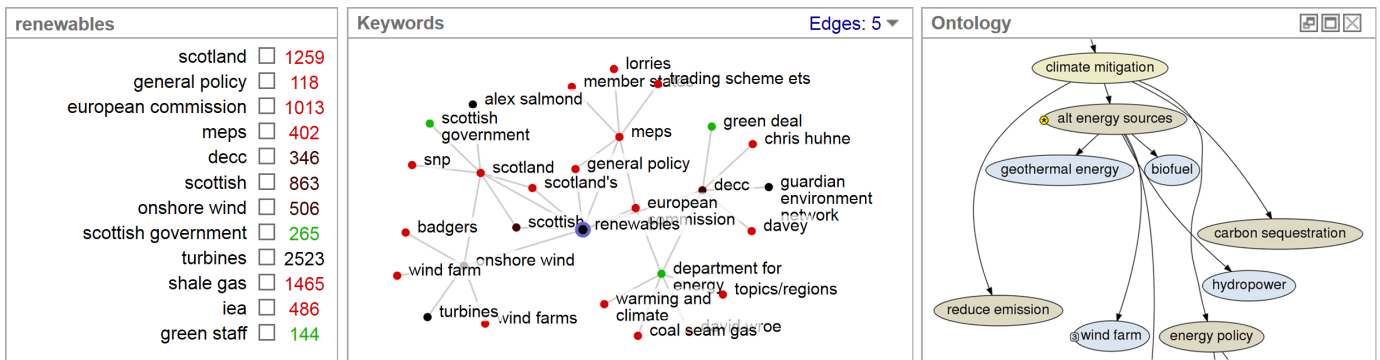 renewables
scotland 1259
general policy 118
european commission 1013
meps 402
decc 346
scottish 863
onshore wind 506
scottish government 265
turbines 2523
shale gas 1465
iea 486
green staff 144
Keywords
Edges: 5
lorries
member states
trading scheme ets
alex salmond
scottish
government
green deal
meps
chris huhne
snp
scotland
general policy
scotland's
decc
guardian
environment
network
european
commission
scottish
renewables
badgers
davey
onshore wind
wind farm
department for
energy
topics/regions
warming and
climate
turbines
wind farms
coal seam gas
david wroe
Ontology
climate mitigation
alt energy sources
geothermal energy
biofuel
carbon sequestration
hydropower
reduce emission
3
wind farm
energy policy